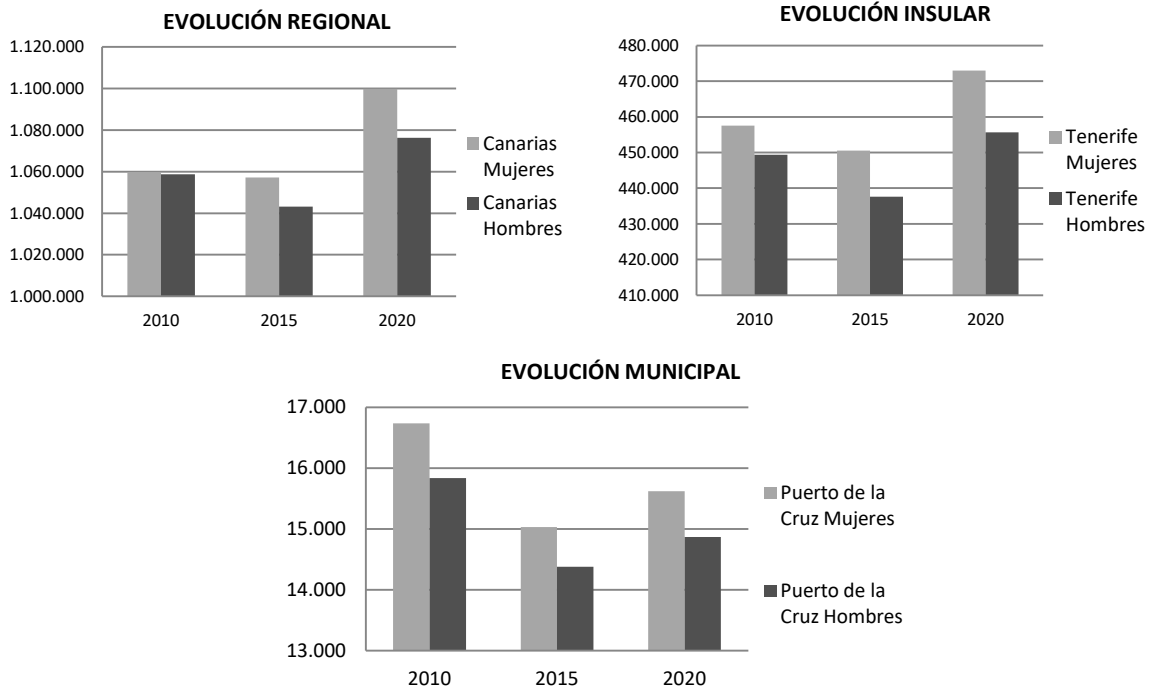 EVOLUCIÓN REGIONAL
1.120.000
1.100.000
1.080.000
1.060.000
1.040.000
1.020.000
1.000.000
2010
2015
2020
Canarias
Mujeres
Canarias
Hombres
EVOLUCIÓN INSULAR
480.000
470.000
460.000
450.000
440.000
430.000
420.000
410.000
2010
2015
2020
Tenerife
Mujeres
Tenerife
Hombres
EVOLUCIÓN MUNICIPAL
17.000
16.000
15.000
14.000
13.000
2010
2015
2020
Puerto de la
Cruz Mujeres
Puerto de la
Cruz Hombres